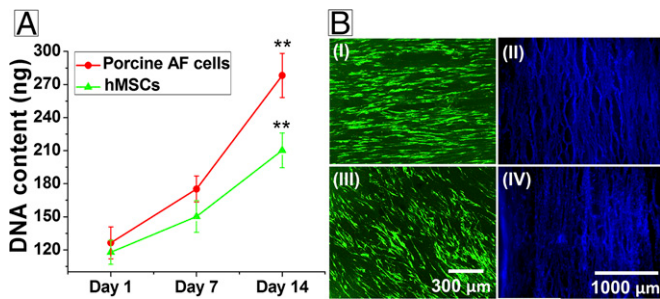 A
DNA content (ng)
300
270
240
210
180
150
120
Porcine AF cells
hMSCs
**
**
Day 1
Day 7
Day 14
B
(I)
(II)
(III)
(IV)
300 µm
1000 µm